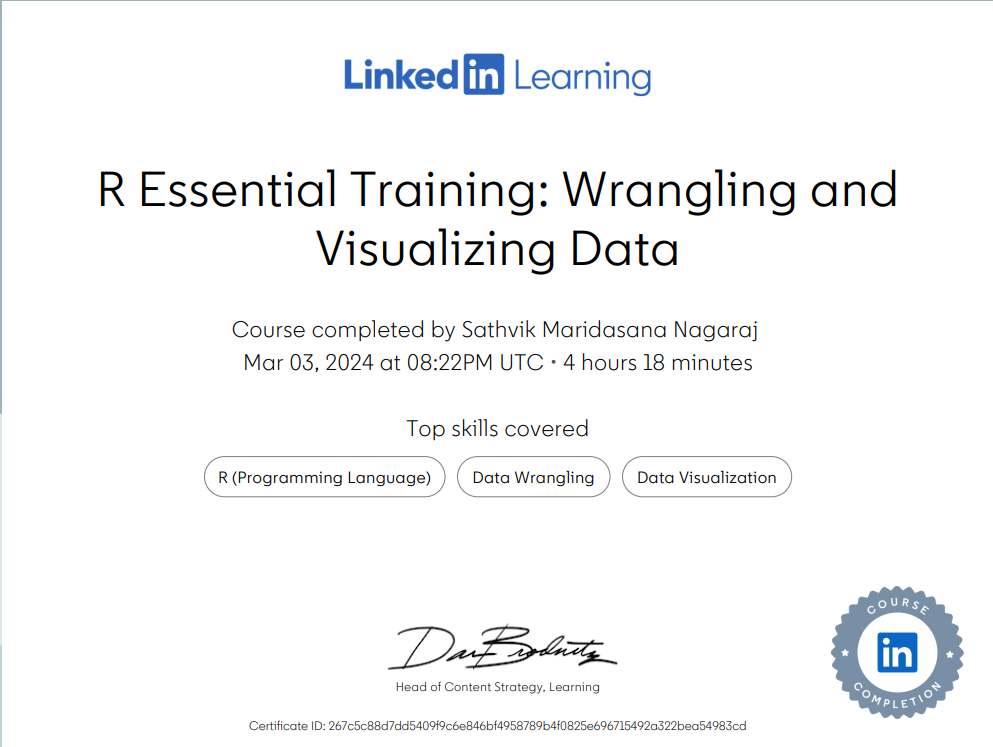 Linkedin Learning
R Essential Training: Wrangling and
Visualizing Data
Course completed by Sathvik Maridasana Nagaraj
Mar 03, 2024 at 08:22PM UTC • 4 hours 18 minutes
Top skills covered
R (Programming Language) Data Wrangling Data Visualization
Dan Brodnitz
Head of Content Strategy, Learning
COURSE
in
COMPLETION
Certificate ID: 267c5c88d7dd5409f9c6e846bf4958789b4f0825e696715492a322bea54983cd